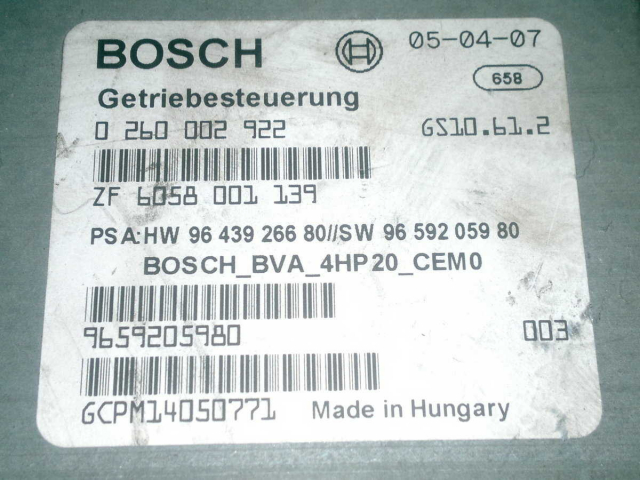 BOSCH 05-04-07
658
Getriebesteuerung
0 260 002 922 GS10.61.2
ZF 6058 001 139
PSA:HW 96 439 266 80//SW 96 592 059 80
BOSCH_BVA_4HP20_CEM0
9659205980 003
GCPM14050771 Made in Hungary